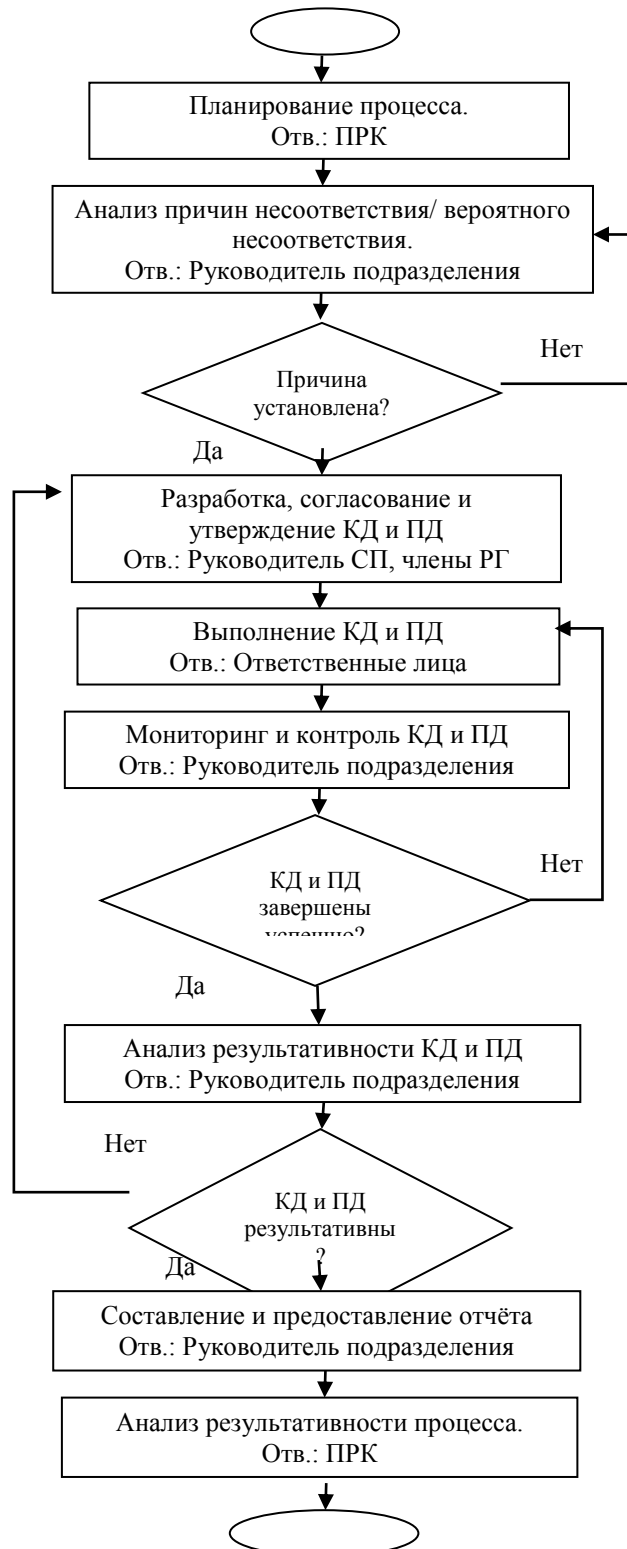 Планирование процесса.
Отв.: ПРК
Анализ причин несоответствия/ вероятного
несоответствия.
Отв.: Руководитель подразделения
Нет
Причина
установлена?
Да
Разработка, согласование и
утверждение КД и ПД
Отв.: Руководитель СП, члены РГ
Выполнение КД и ПД
Отв.: Ответственные лица
Мониторинг и контроль КД и ПД
Отв.: Руководитель подразделения
Нет
КД и ПД
завершены
успешно?
Да
Анализ результативности КД и ПД
Отв.: Руководитель подразделения
Нет
КД и ПД
результативны
?
Да
Составление и предоставление отчёта
Отв.: Руководитель подразделения
Анализ результативности процесса.
Отв.: ПРК